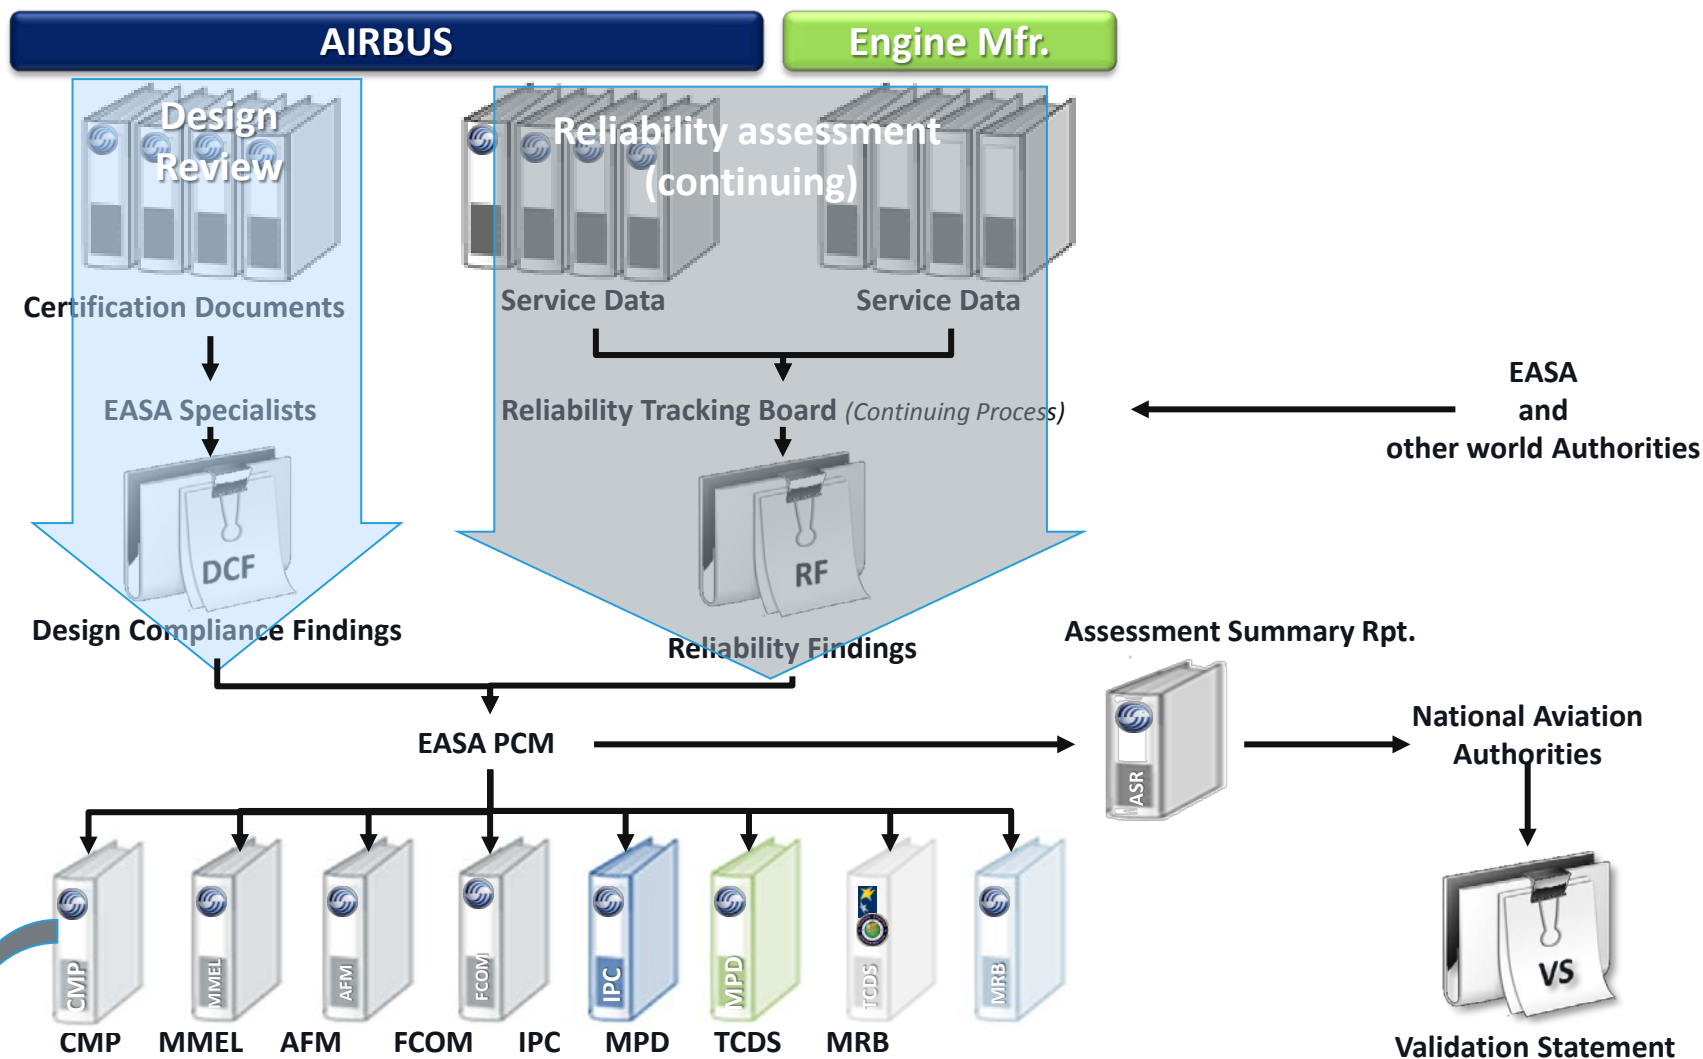 AIRBUS
Engine Mfr.
Design
Review
Reliability assessment
(continuing)
Certification Documents
Service Data
Service Data
EASA Specialists
Reliability Tracking Board (Continuing Process)
EASA
and
other world Authorities
DCF
RF
Design Compliance Findings
Reliability Findings
Assessment Summary Rpt.
ASR
EASA PCM
National Aviation
Authorities
CMP
MMEL
AFM
FCOM
IPC
MPD
TCDS
MRB
VS
CMP
MMEL
AFM
FCOM
IPC
MPD
TCDS
MRB
Validation Statement